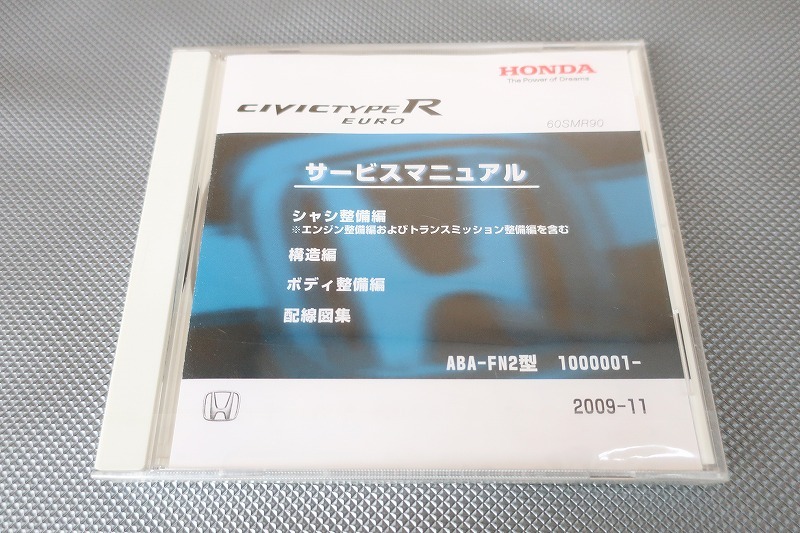 HONDA
The Power of Dreams
CIVIC TYPE R
EURO
60SMR90
サービスマニュアル
シャシ整備編
※エンジン整備編およびトランスミッション整備編を含む
構造編
ボディ整備編
配線図集
ABA-FN2型 1000001-
2009-11